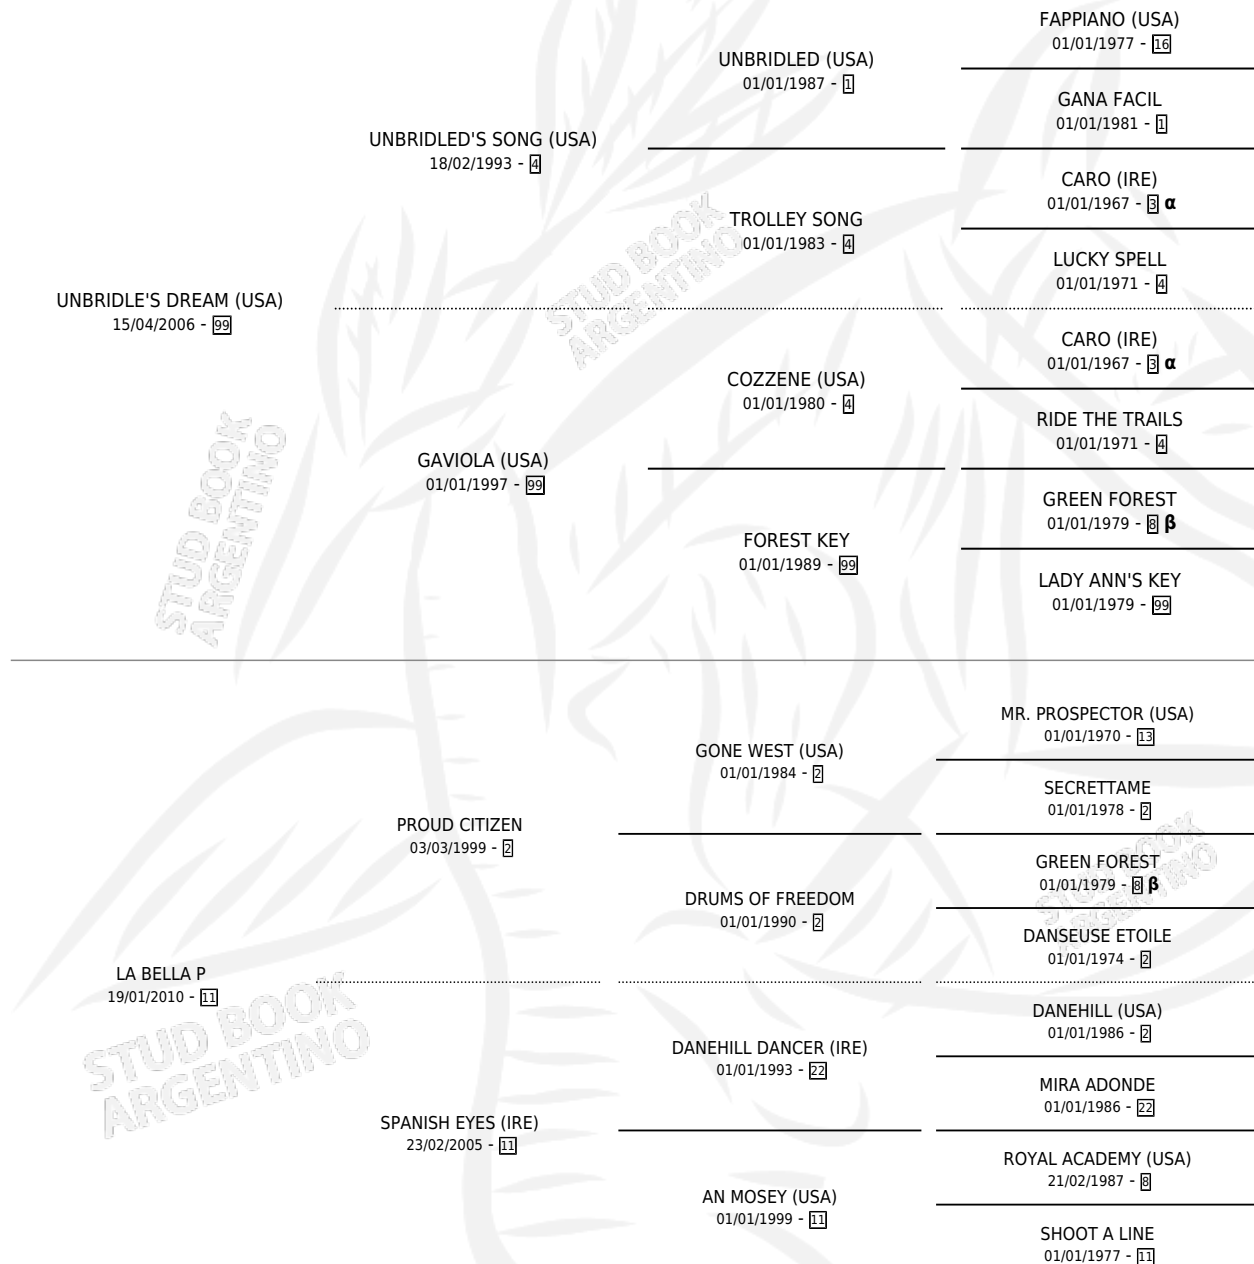 FAPPIANO (USA)
01/01/1977 - 16
UNBRIDLED (USA)
01/01/1987 - 1
GANA FACIL
01/01/1981 - 1
UNBRIDLED'S SONG (USA)
18/02/1993 - 4
CARO (IRE)
01/01/1967 - 3 α
TROLLEY SONG
01/01/1983 - 4
LUCKY SPELL
01/01/1971 - 4
UNBRIDLE'S DREAM (USA)
15/04/2006 - 99
CARO (IRE)
01/01/1967 - 3 α
COZZENE (USA)
01/01/1980 - 4
RIDE THE TRAILS
01/01/1971 - 4
GAVIOLA (USA)
01/01/1997 - 99
GREEN FOREST
01/01/1979 - 8 β
FOREST KEY
01/01/1989 - 99
LADY ANN'S KEY
01/01/1979 - 99
MR. PROSPECTOR (USA)
01/01/1970 - 13
GONE WEST (USA)
01/01/1984 - 2
SECRETTAME
01/01/1978 - 2
PROUD CITIZEN
03/03/1999 - 2
GREEN FOREST
01/01/1979 - 8 β
DRUMS OF FREEDOM
01/01/1990 - 2
DANSEUSE ETOILE
01/01/1974 - 2
LA BELLA P
19/01/2010 - 11
DANEHILL (USA)
01/01/1986 - 2
DANEHILL DANCER (IRE)
01/01/1993 - 22
MIRA ADONDE
01/01/1986 - 22
SPANISH EYES (IRE)
23/02/2005 - 11
ROYAL ACADEMY (USA)
21/02/1987 - 8
AN MOSEY (USA)
01/01/1999 - 11
SHOOT A LINE
01/01/1977 - 11
STUD BOOK
ARGENTINO
STUD BOOK
ARGENTINO
STUD BOOK
ARGENTINO
STUD BOOK
ARGENTINO